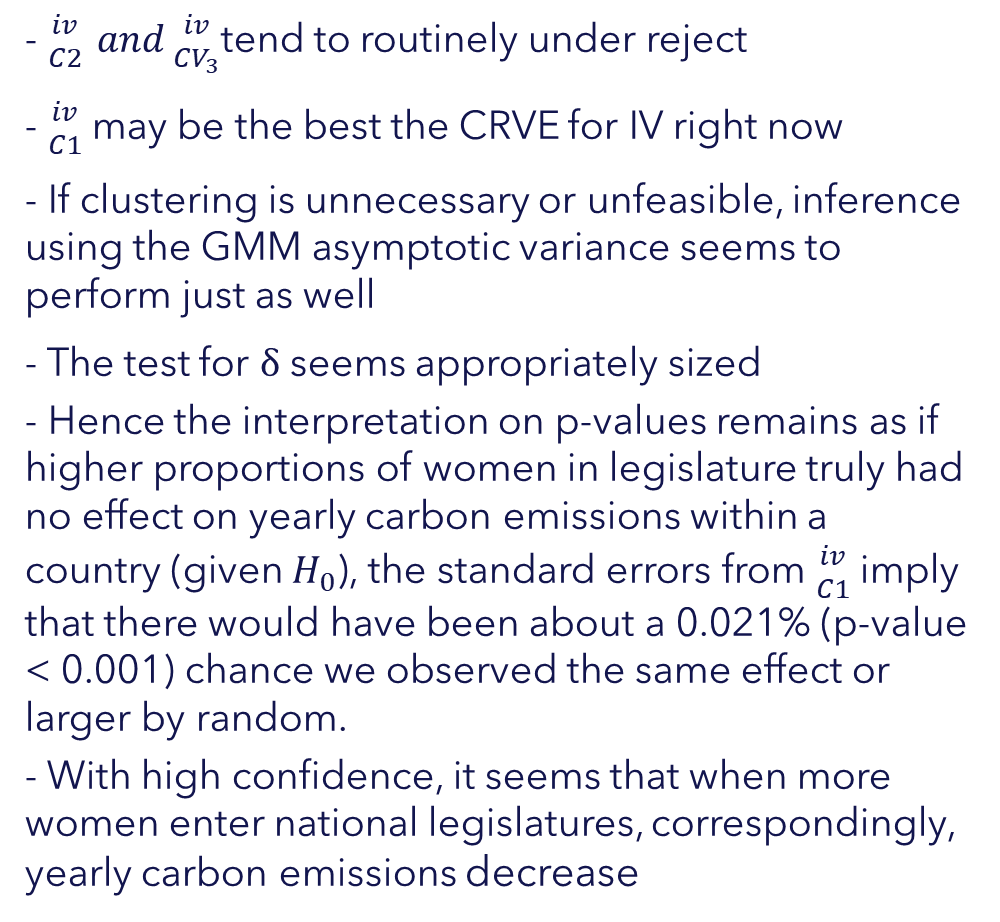 - iv C2 and iv CV₃ tend to routinely under reject
- iv C1 may be the best the CRVE for IV right now
- If clustering is unnecessary or unfeasible, inference
using the GMM asymptotic variance seems to
perform just as well
- The test for δ seems appropriately sized
- Hence the interpretation on p-values remains as if
higher proportions of women in legislature truly had
no effect on yearly carbon emissions within a
country (given H₀), the standard errors from iv C1 imply
that there would have been about a 0.021% (p-value
< 0.001) chance we observed the same effect or
larger by random.
- With high confidence, it seems that when more
women enter national legislatures, correspondingly,
yearly carbon emissions decrease